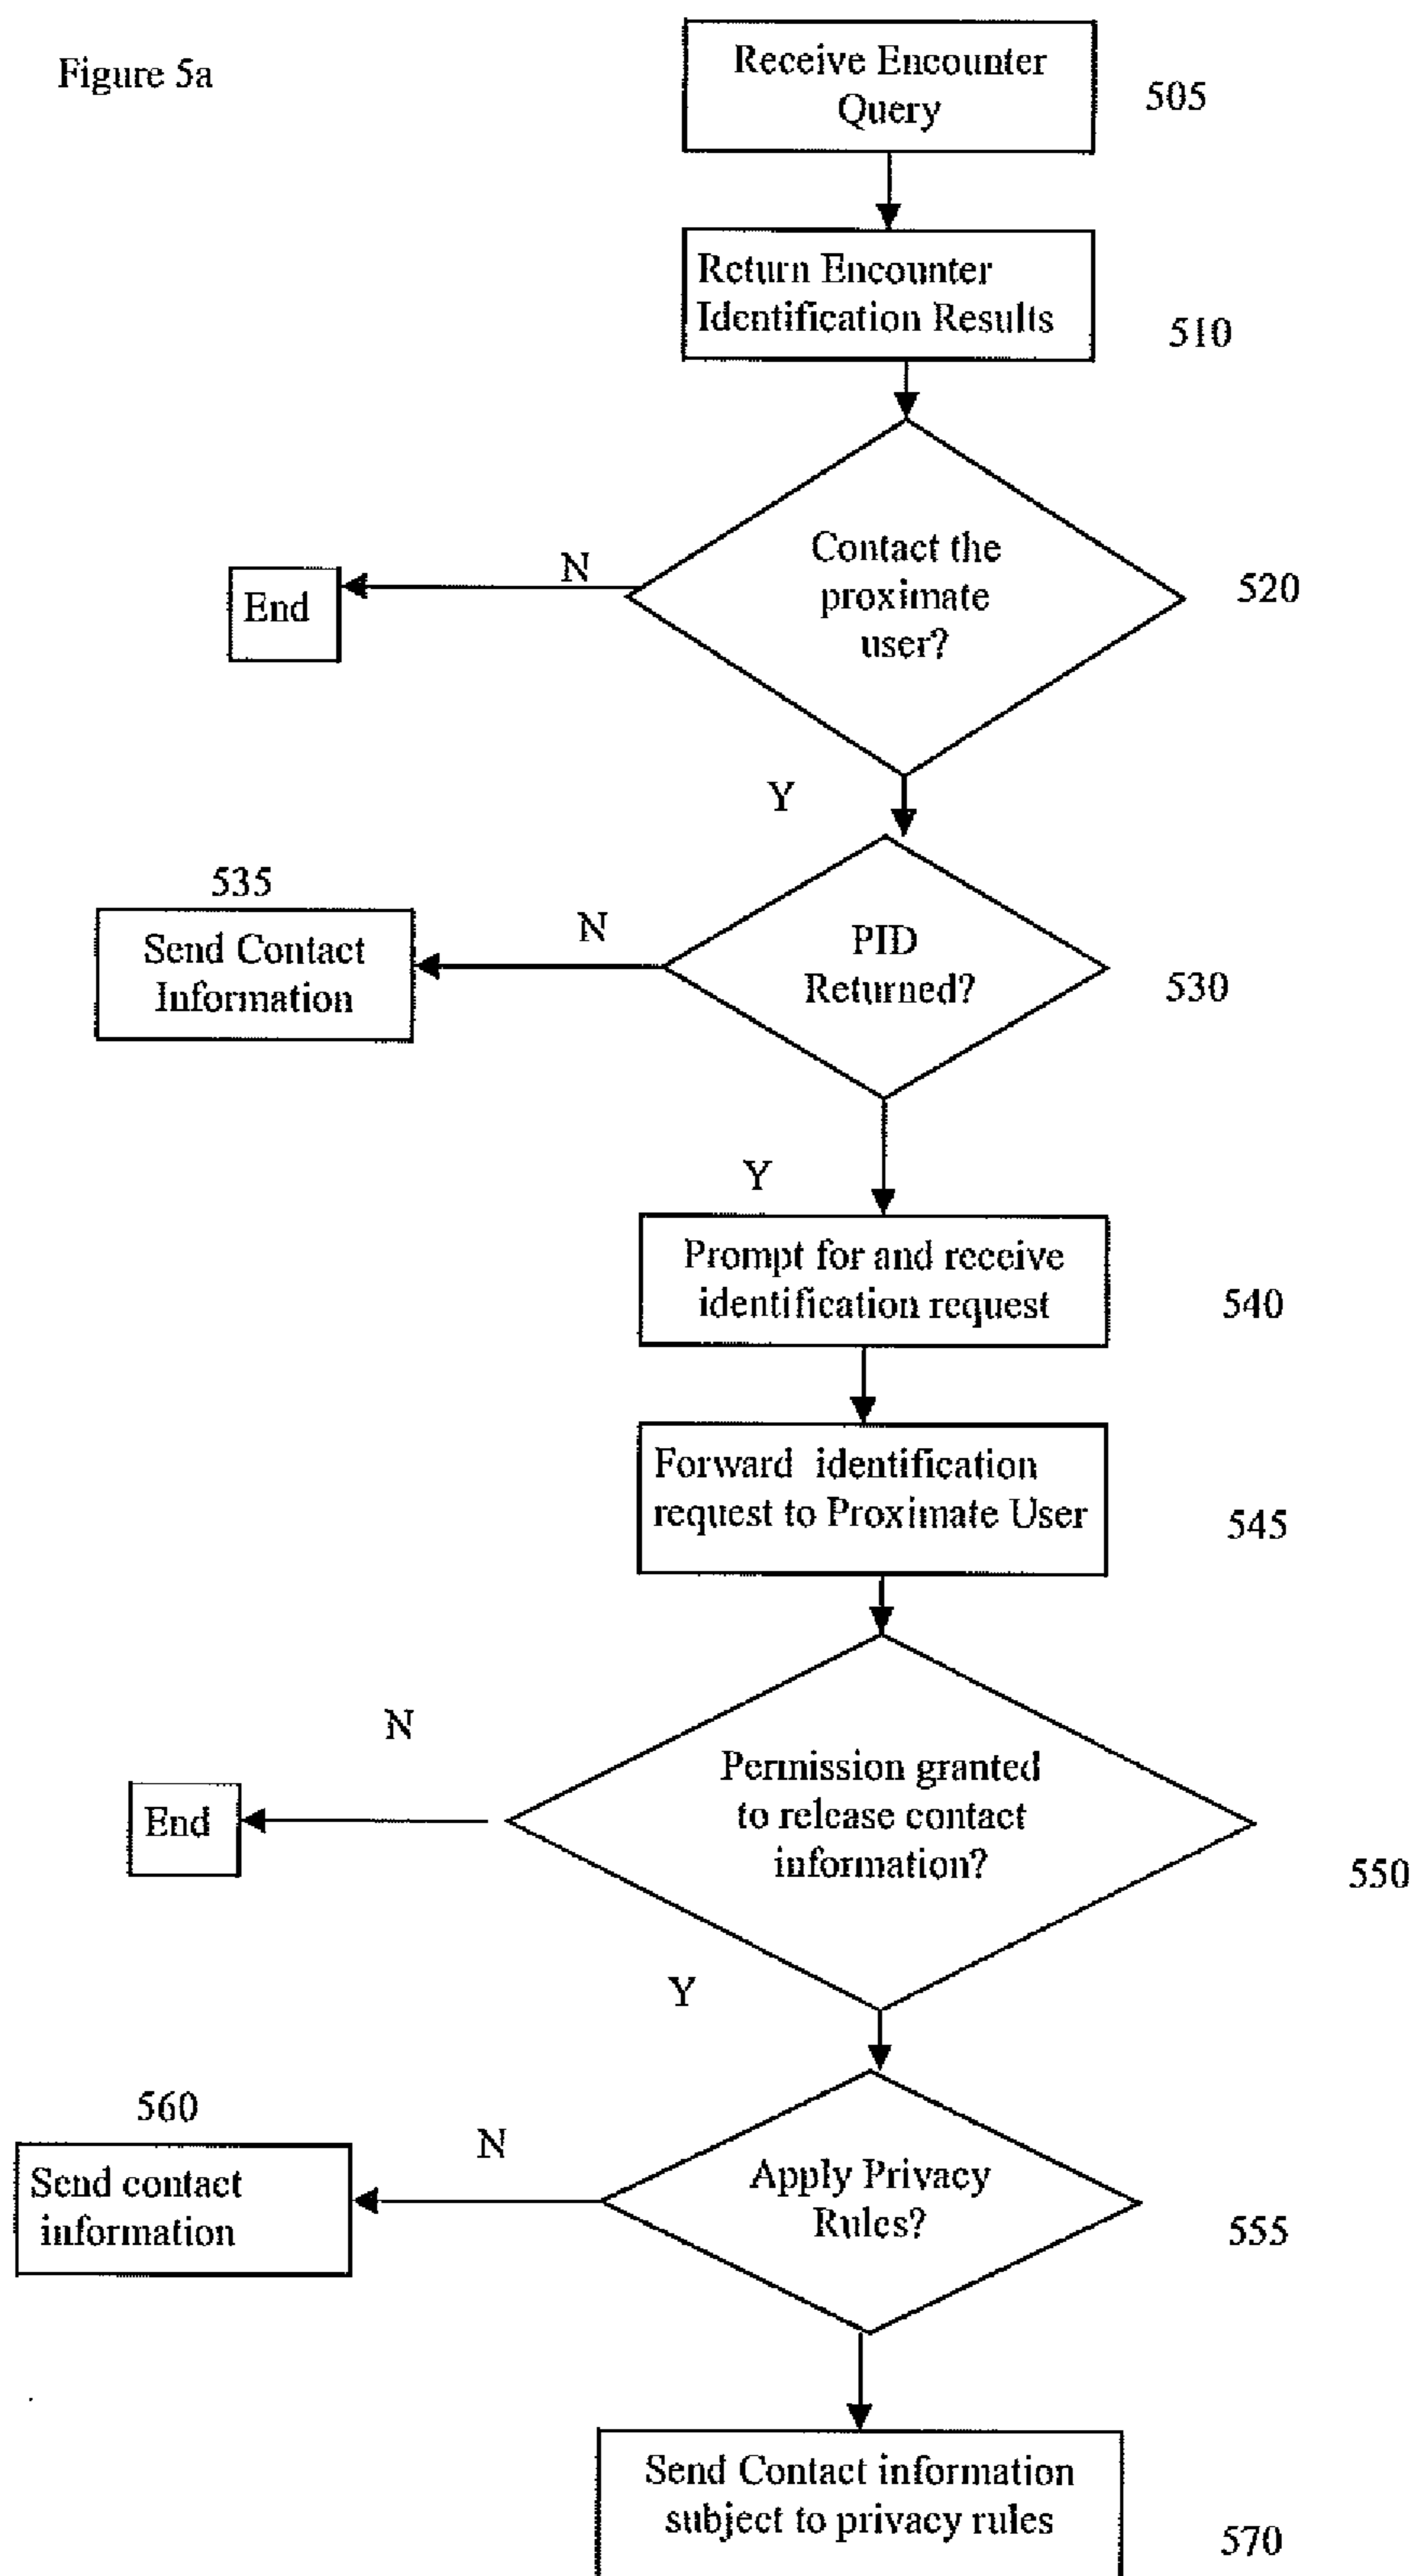 Figure 5a
Receive Encounter
Query
505
Return Encounter
Identification Results
510
Contact the
proximate
user?
520
N
End
Y
535
Send Contact
Information
N
PID
Returned?
530
Y
Prompt for and receive
identification request
540
Forward identification
request to Proximate User
545
N
End
Permission granted
to release contact
information?
550
Y
560
Send contact
information
N
Apply Privacy
Rules?
555
Send Contact information
subject to privacy rules
570